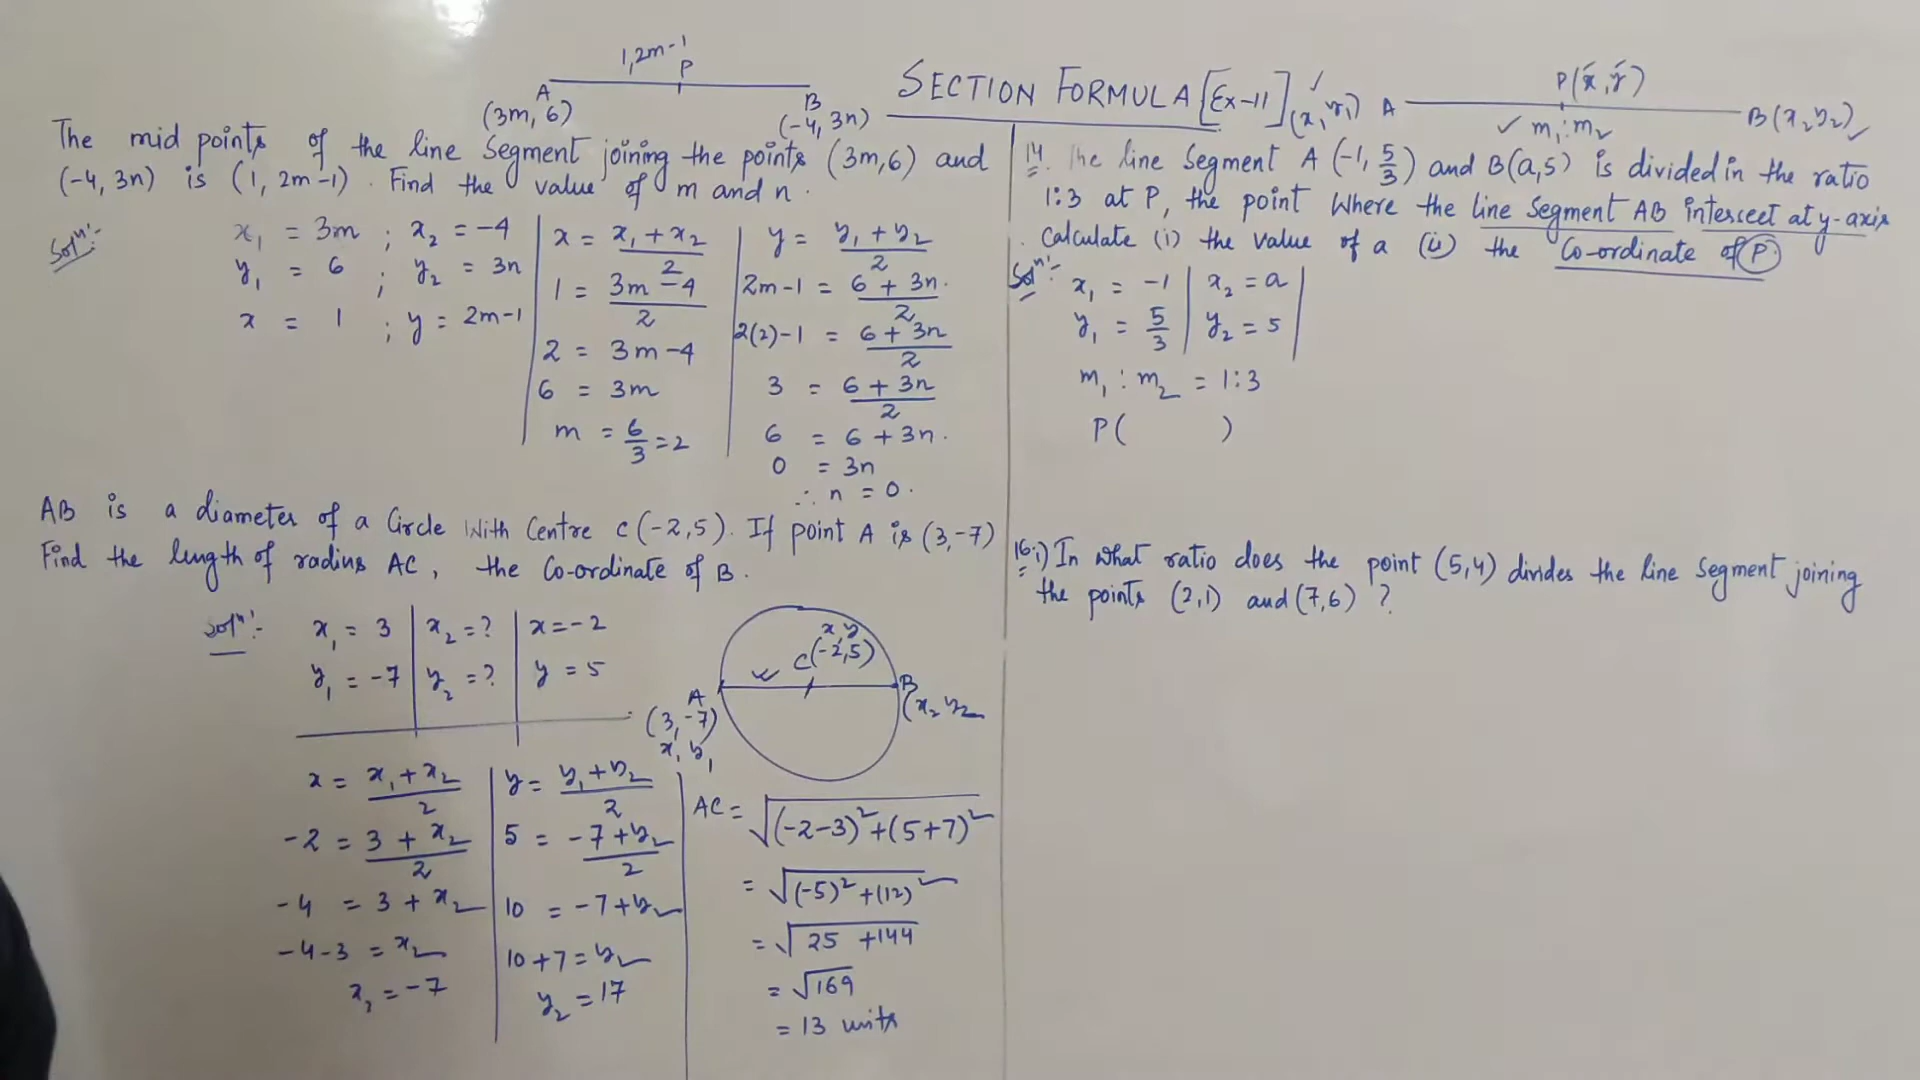 SECTION FORMULA [Ex-11]
1, 2m-1
P
A
(3m, 6)
B
(-4, 3n)
The mid points of the line Segment joining the points (3m,6) and
(-4, 3n) is (1, 2m-1). Find the value of m and n.
Solⁿ:-
x₁ = 3m ; x₂ = -4
y₁ = 6 ; y₂ = 3n
x = 1 ; y = 2m-1
x = (x₁ + x₂)/2
1 = (3m - 4)/2
2 = 3m-4
6 = 3m
m = 6/3 = 2
y = (y₁ + y₂)/2
2m-1 = (6 + 3n)/2
2(2)-1 = (6 + 3n)/2
3 = (6 + 3n)/2
6 = 6 + 3n.
0 = 3n
∴ n = 0.
AB is a diameter of a Circle With Centre C(-2,5). If point A is (3,-7)
Find the length of radius AC, the Co-ordinate of B.
Solⁿ:-
x₁ = 3 | x₂ = ? | x = -2
y₁ = -7 | y₂ = ? | y = 5
x, y
C(-2,5)
A
(3,-7)
x₁ y₁
B
(x₂ y₂
x = (x₁ + x₂)/2
-2 = (3 + x₂)/2
-4 = 3 + x₂
-4-3 = x₂
x₂ = -7
y = (y₁ + y₂)/2
5 = (-7 + y₂)/2
10 = -7+y₂
10+7 = y₂
y₂ = 17
AC = √((-2-3)²+(5+7)²)
= √((-5)²+(12)²)
= √(25 +144)
= √169
= 13 units
(x₁ y₁) A
P(x, y)
✓ m₁:m₂
B(x₂ y₂)
14. The line Segment A (-1, 5/3) and B(a,5) is divided in the ratio
1:3 at P, the point Where the line Segment AB intersect at y-axis
Calculate (i) the value of a (ii) the Co-ordinate of P
Solⁿ:-
x₁ = -1 | x₂ = a
y₁ = 5/3 | y₂ = 5
m₁ : m₂ = 1:3
P( )
16.i) In what ratio does the point (5,4) divides the line segment joining
the points (2,1) and (7,6) ?